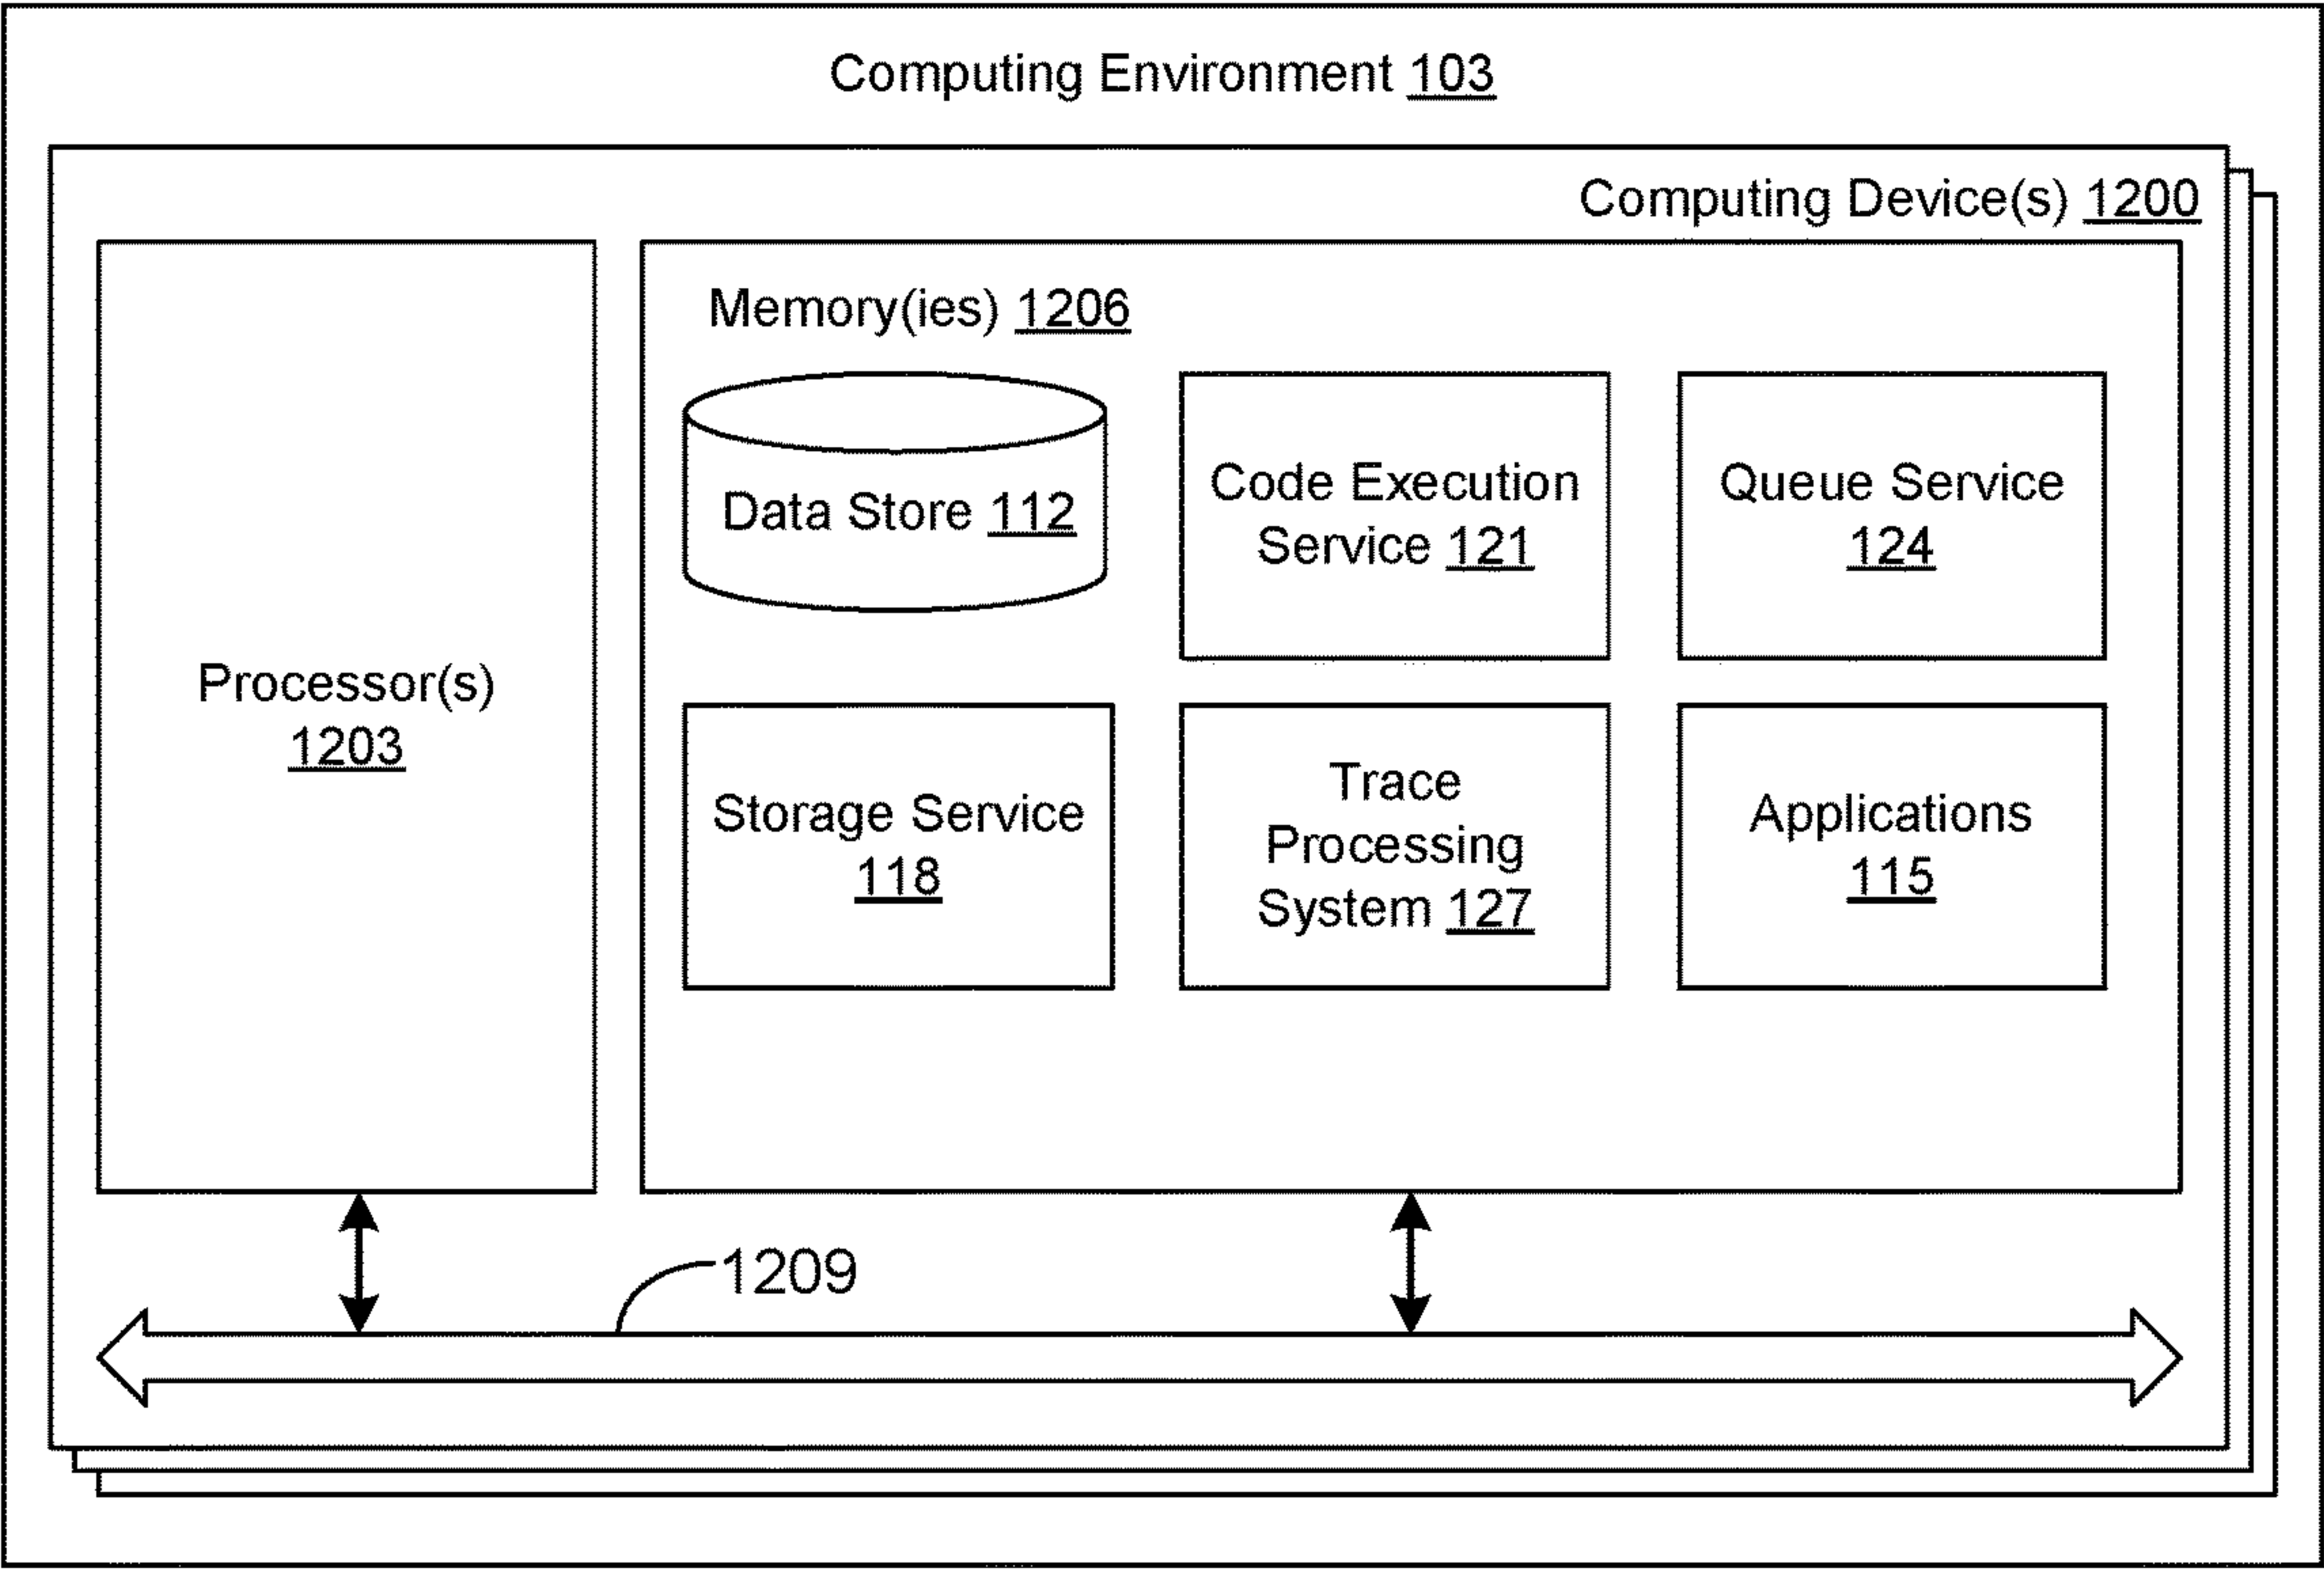 Computing Environment 103
Computing Device(s) 1200
Processor(s)
1203
Memory(ies) 1206
Data Store 112
Code Execution
Service 121
Queue Service
124
Storage Service
118
Trace
Processing
System 127
Applications
115
1209